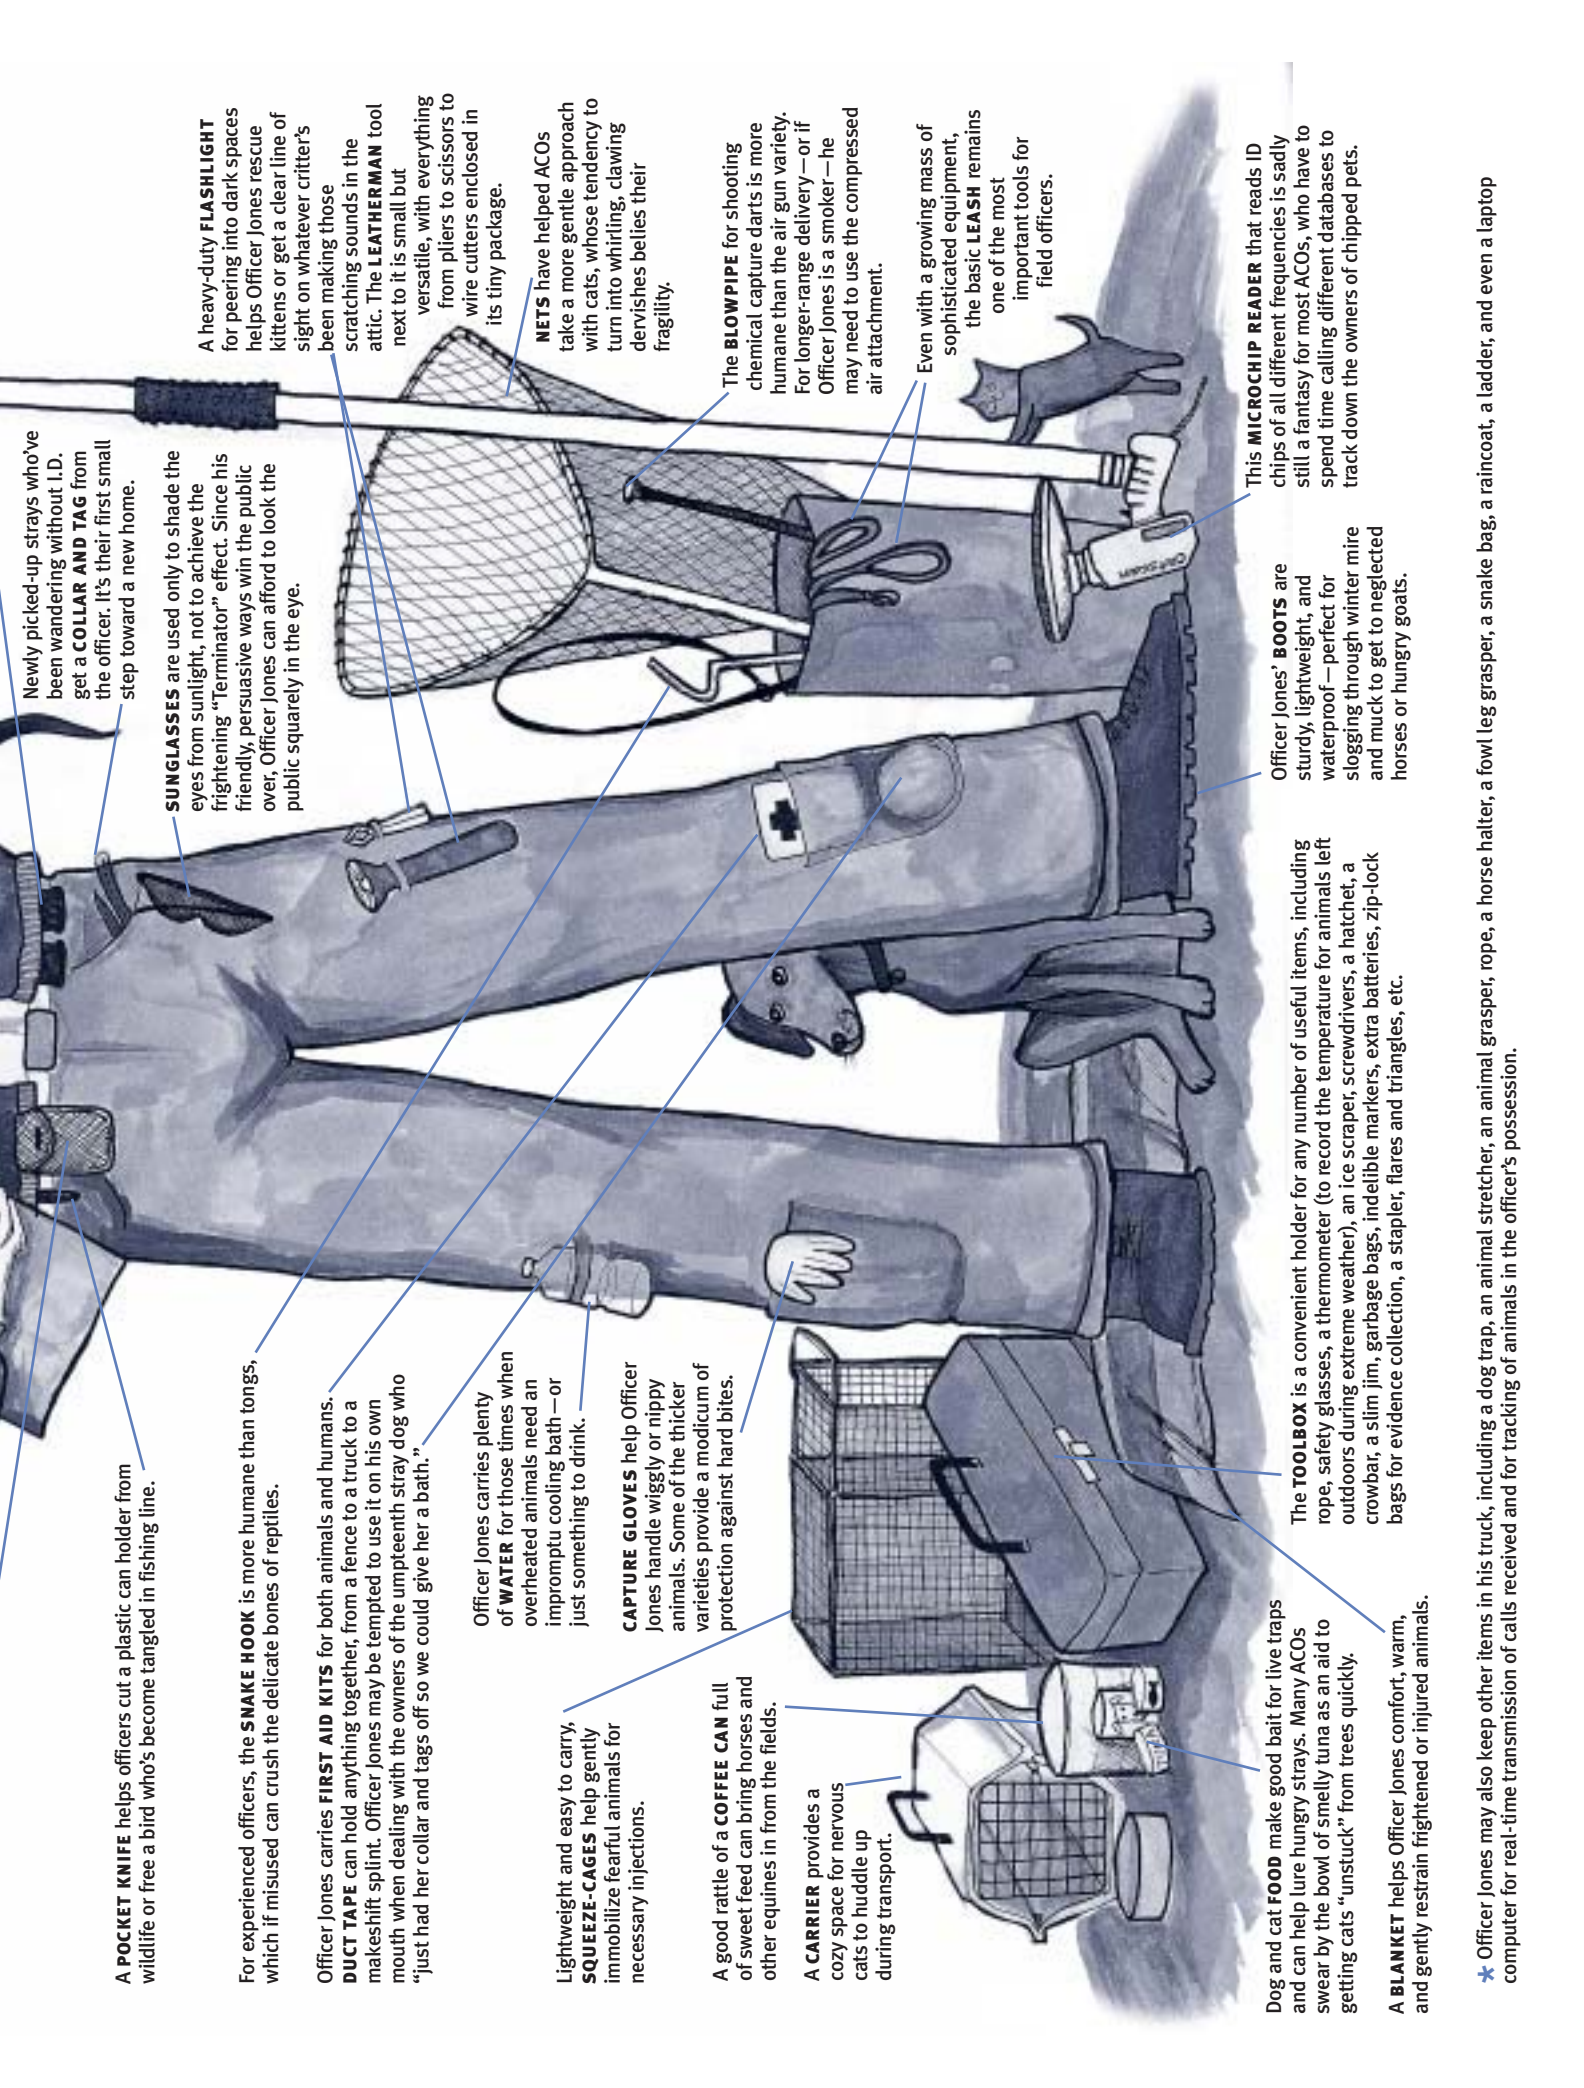 Newly picked-up strays who’ve
been wandering without I.D.
get a COLLAR AND TAG from
the officer. It’s their first small
step toward a new home.
SUNGLASSES are used only to shade the
eyes from sunlight, not to achieve the
frightening “Terminator” effect. Since his
friendly, persuasive ways win the public
over, Officer Jones can afford to look the
public squarely in the eye.
A heavy-duty FLASHLIGHT
for peering into dark spaces
helps Officer Jones rescue
kittens or get a clear line of
sight on whatever critter’s
been making those
scratching sounds in the
attic. The LEATHERMAN tool
next to it is small but
versatile, with everything
from pliers to scissors to
wire cutters enclosed in
its tiny package.
NETS have helped ACOs
take a more gentle approach
with cats, whose tendency to
turn into whirling, clawing
dervishes belies their
fragility.
The BLOWPIPE for shooting
chemical capture darts is more
humane than the air gun variety.
For longer-range delivery—or if
Officer Jones is a smoker—he
may need to use the compressed
air attachment.
Even with a growing mass of
sophisticated equipment,
the basic LEASH remains
one of the most
important tools for
field officers.
This MICROCHIP READER that reads ID
chips of all different frequencies is sadly
still a fantasy for most ACOs, who have to
spend time calling different databases to
track down the owners of chipped pets.
Officer Jones’ BOOTS are
sturdy, lightweight, and
waterproof—perfect for
slogging through winter mire
and muck to get to neglected
horses or hungry goats.
A POCKET KNIFE helps officers cut a plastic can holder from
wildlife or free a bird who’s become tangled in fishing line.
For experienced officers, the SNAKE HOOK is more humane than tongs,
which if misused can crush the delicate bones of reptiles.
Officer Jones carries FIRST AID KITS for both animals and humans.
DUCT TAPE can hold anything together, from a fence to a truck to a
makeshift splint. Officer Jones may be tempted to use it on his own
mouth when dealing with the owners of the umpteenth stray dog who
“just had her collar and tags off so we could give her a bath.”
Officer Jones carries plenty
of WATER for those times when
overheated animals need an
impromptu cooling bath—or
just something to drink.
CAPTURE GLOVES help Officer
Jones handle wiggly or nippy
animals. Some of the thicker
varieties provide a modicum of
protection against hard bites.
Lightweight and easy to carry,
SQUEEZE-CAGES help gently
immobilize fearful animals for
necessary injections.
A good rattle of a COFFEE CAN full
of sweet feed can bring horses and
other equines in from the fields.
A CARRIER provides a
cozy space for nervous
cats to huddle up
during transport.
The TOOLBOX is a convenient holder for any number of useful items, including
rope, safety glasses, a thermometer (to record the temperature for animals left
outdoors during extreme weather), an ice scraper, screwdrivers, a hatchet, a
crowbar, a slim jim, garbage bags, indelible markers, extra batteries, zip-lock
bags for evidence collection, a stapler, flares and triangles, etc.
Dog and cat FOOD make good bait for live traps
and can help lure hungry strays. Many ACOs
swear by the bowl of smelly tuna as an aid to
getting cats “unstuck” from trees quickly.
A BLANKET helps Officer Jones comfort, warm,
and gently restrain frightened or injured animals.
* Officer Jones may also keep other items in his truck, including a dog trap, an animal stretcher, an animal grasper, rope, a horse halter, a fowl leg grasper, a snake bag, a raincoat, a ladder, and even a laptop
computer for real-time transmission of calls received and for tracking of animals in the officer’s possession.